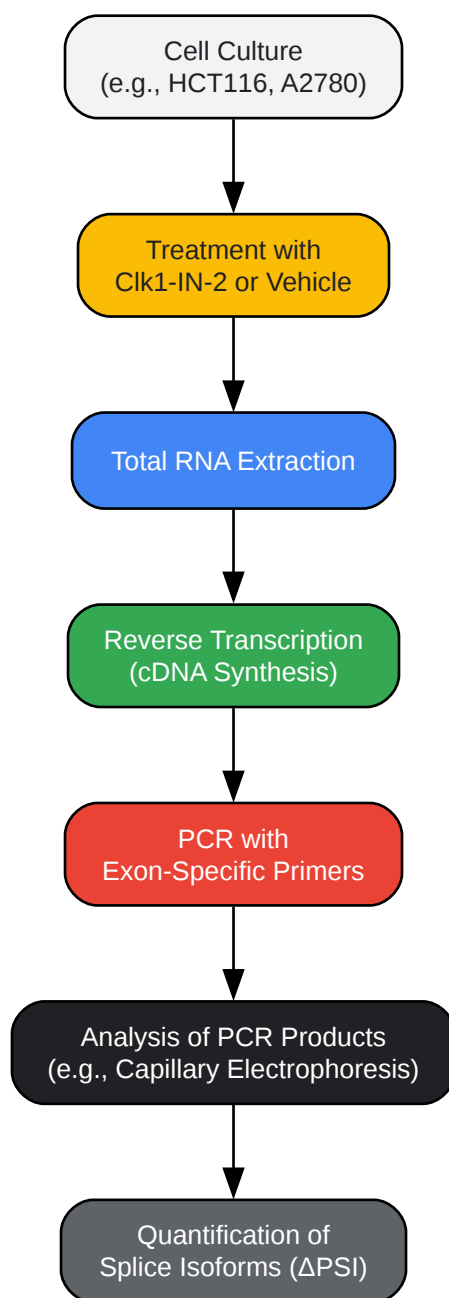 Cell Culture
(e.g., HCT116, A2780)
Treatment with
Clk1-IN-2 or Vehicle
Total RNA Extraction
Reverse Transcription
(cDNA Synthesis)
PCR with
Exon-Specific Primers
Analysis of PCR Products
(e.g., Capillary Electrophoresis)
Quantification of
Splice Isoforms (ΔPSI)